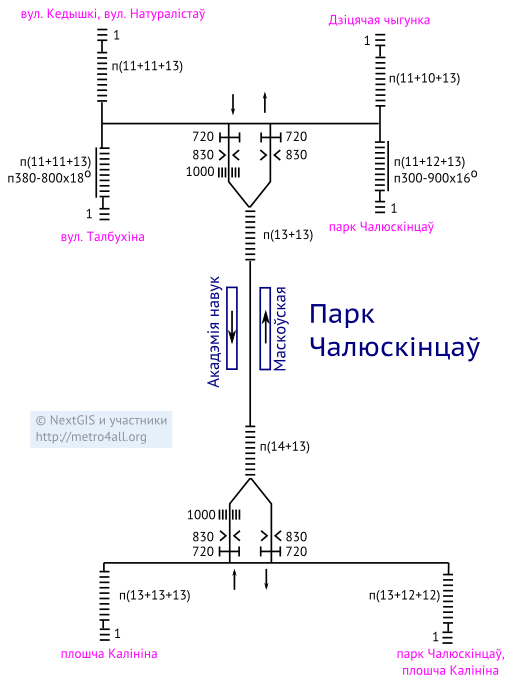 вул. Кедышкі, вул. Натуралістаў
Дзіцячая чыгунка
1
1
п(11+11+13)
п(11+10+13)
720
720
830
830
1000
п(11+11+13)
п380-800х18º
п(11+12+13)
п300-900х16º
1
1
вул. Талбухіна
парк Чалюскінцаў
п(13+13)
Акадэмія навук
Маскоўская
Парк
Чалюскінцаў
© NextGIS и участники
http://metro4all.org
п(14+13)
1000
830
830
720
720
п(13+13+13)
п(13+12+12)
1
1
плошча Калініна
парк Чалюскінцаў,
плошча Калініна